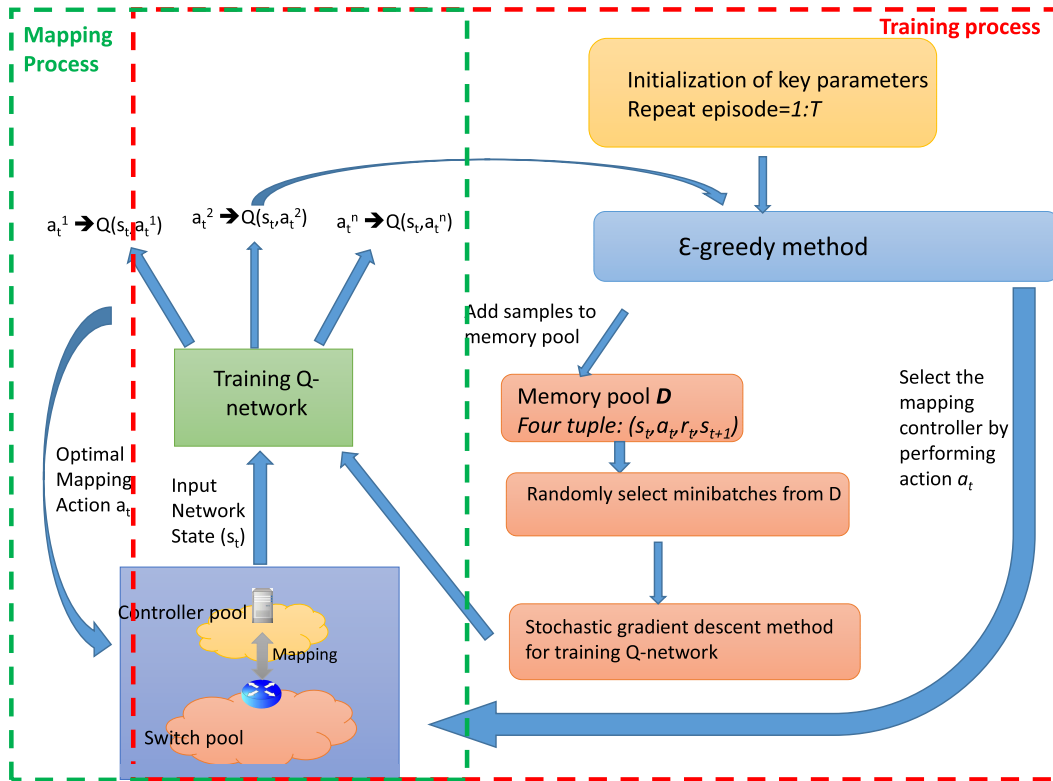 Mapping
Process
Training process
Initialization of key parameters
Repeat episode=1:T
a_t^1 ➔Q(s_t,a_t^1)
a_t^2 ➔Q(s_t,a_t^2)
a_t^n ➔Q(s_t,a_t^n)
Ɛ-greedy method
Add samples to
memory pool
Training Q-
network
Memory pool D
Four tuple: (s_t,a_t,r_t,s_{t+1})
Select the
mapping
controller by
performing
action a_t
Optimal
Mapping
Action a_t
Input
Network
State (s_t)
Randomly select minibatches from D
Stochastic gradient descent method
for training Q-network
Controller pool
Mapping
Switch pool